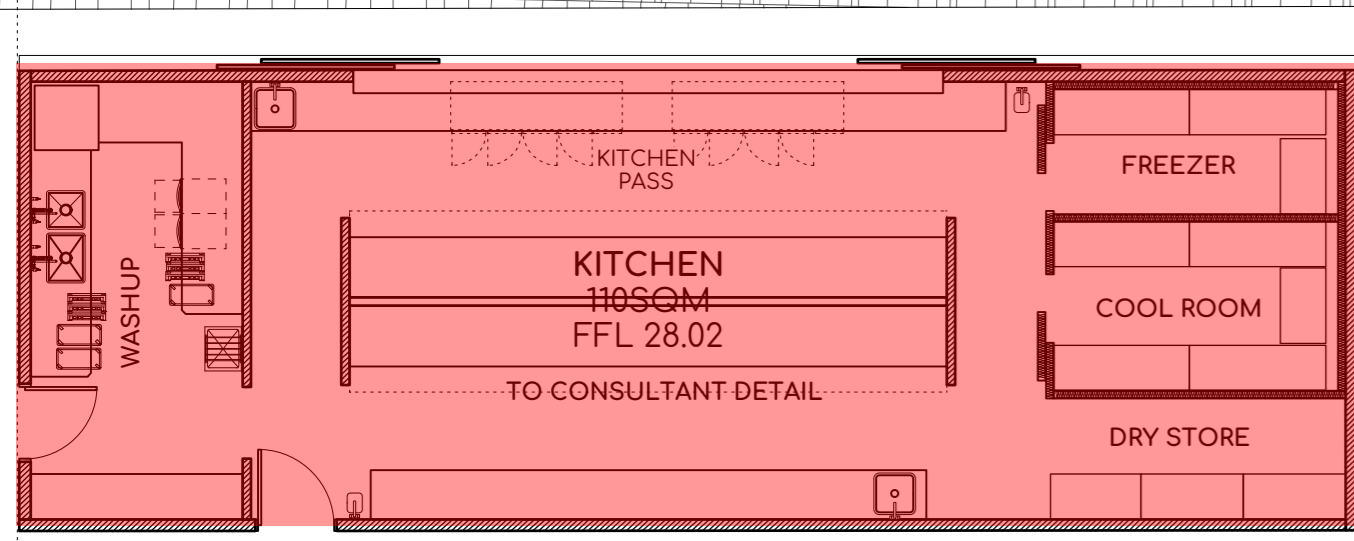 KITCHEN
PASS
FREEZER
KITCHEN
110SQM
FFL 28.02
WASHUP
COOL ROOM
TO CONSULTANT DETAIL
DRY STORE